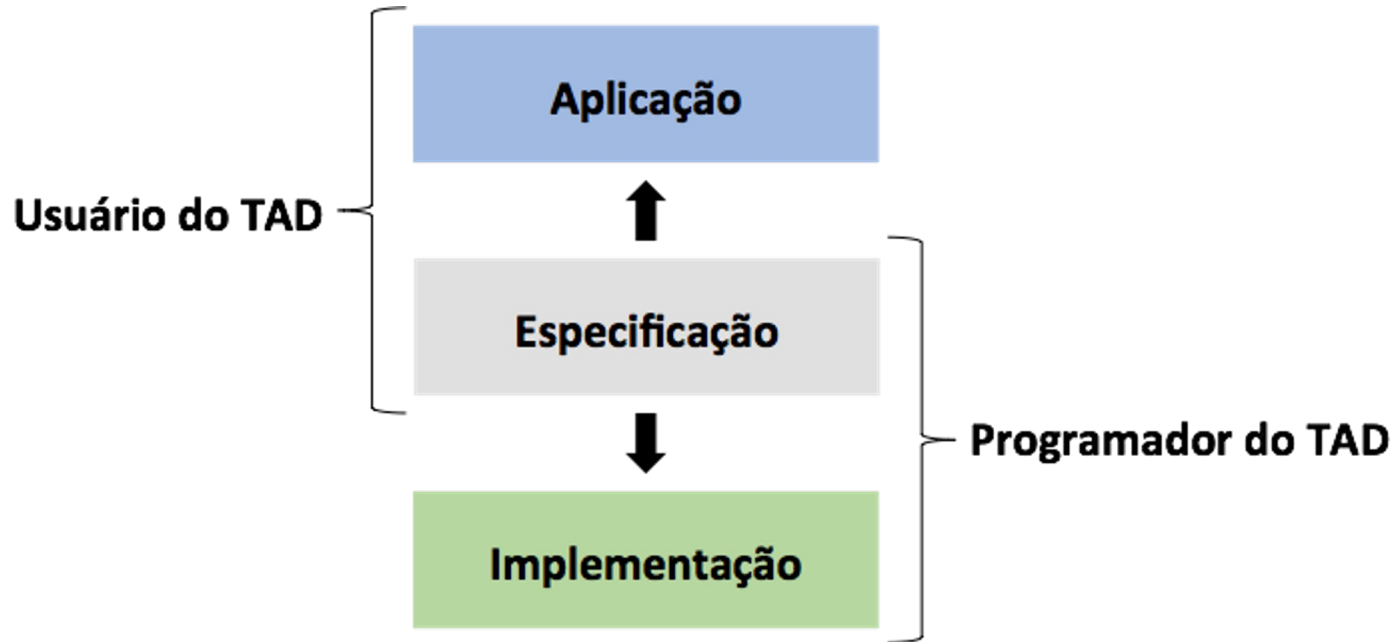 Aplicação
Usuário do TAD
Especificação
Programador do TAD
Implementação